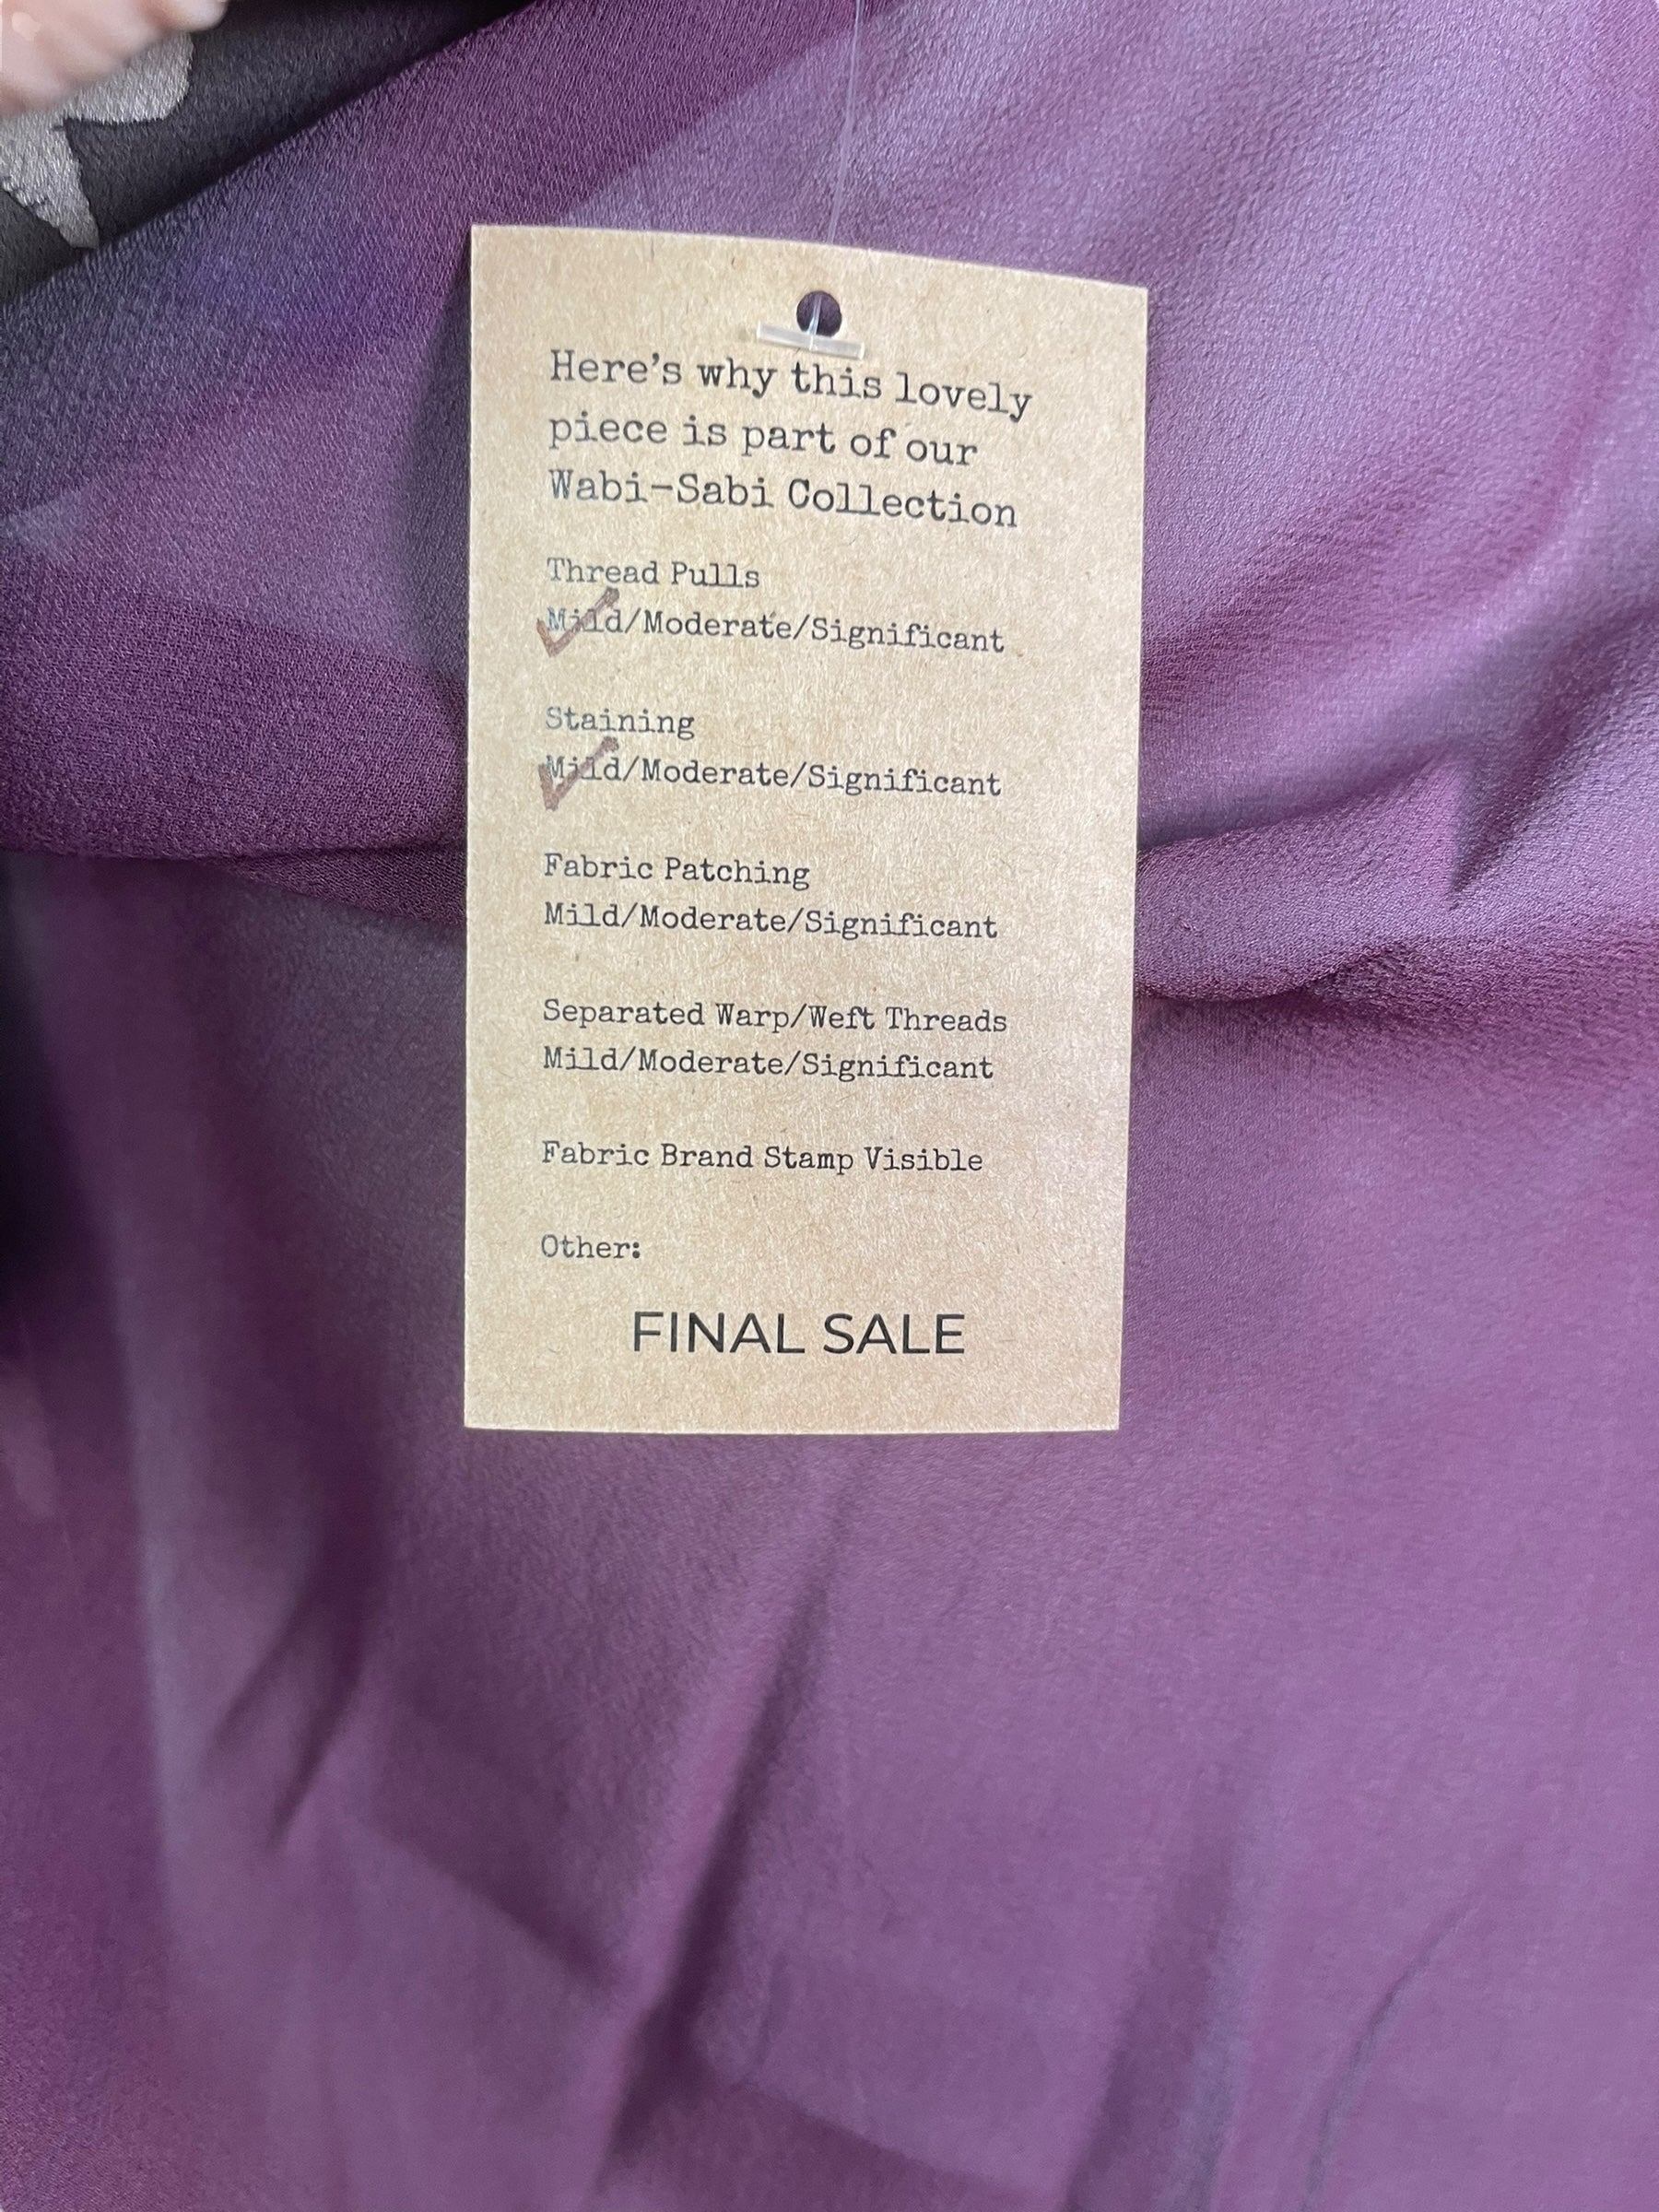 Here's why this lovely
piece is part of our
Wabi-Sabi Collection
Thread Pulls
Mild/Moderate/Significant
Staining
Mild/Moderate/Significant
Fabric Patching
Mild/Moderate/Significant
Separated Warp/Weft Threads
Mild/Moderate/Significant
Fabric Brand Stamp Visible
Other:
FINAL SALE